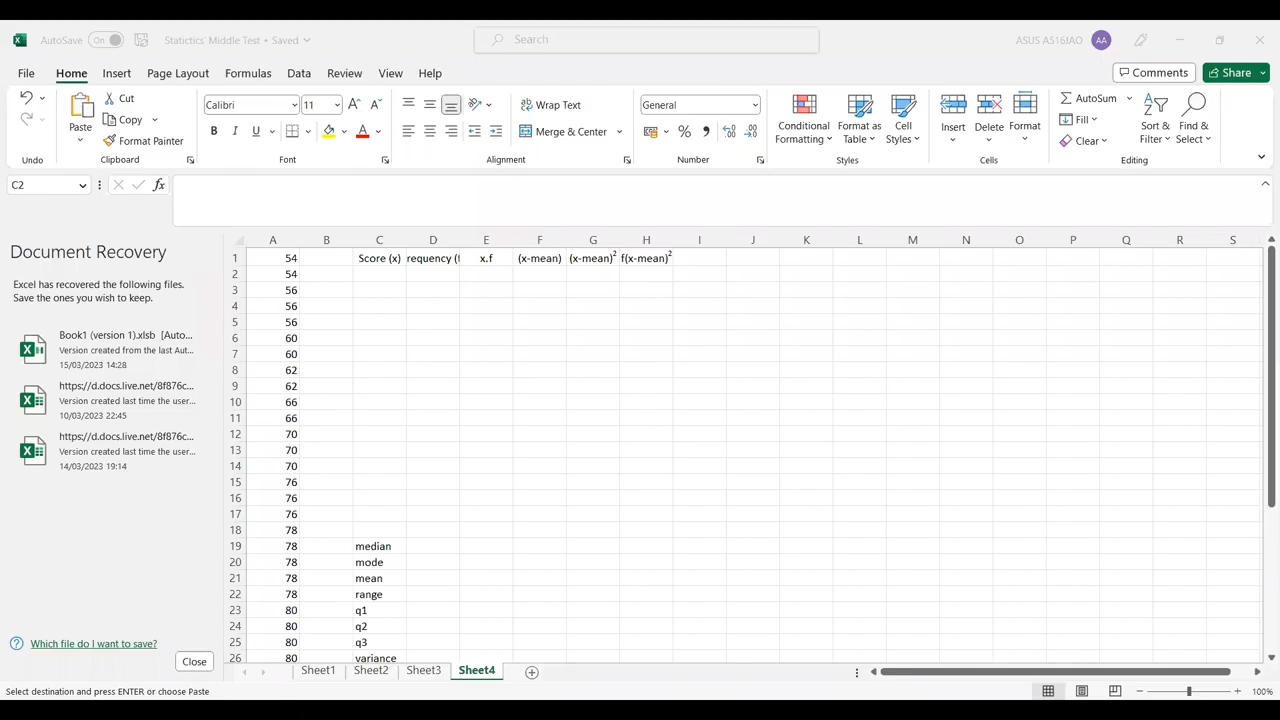 AutoSave On Statictics' Middle Test • Saved Search ASUS A516JAO AA
File Home Insert Page Layout Formulas Data Review View Help Comments Share
Cut Calibri 11 Wrap Text General AutoSum
Paste Copy Merge & Center Conditional Formatting Format as Table Cell Styles Insert Delete Format Fill Sort & Filter Find & Select
Format Painter Clear
Undo Clipboard Font Alignment Number Styles Cells Editing
C2 fx
Document Recovery
Excel has recovered the following files.
Save the ones you wish to keep.
Book1 (version 1).xlsb [Auto...
Version created from the last Aut...
15/03/2023 14:28
https://d.docs.live.net/8f876c...
Version created last time the user...
10/03/2023 22:45
https://d.docs.live.net/8f876c...
Version created last time the user...
14/03/2023 19:14
Which file do I want to save?
Close
A B C D E F G H I J K L M N O P Q R S
1 54 Score (x) requency (f x.f (x-mean) (x-mean)² f(x-mean)²
2 54
3 56
4 56
5 56
6 60
7 60
8 62
9 62
10 66
11 66
12 70
13 70
14 70
15 76
16 76
17 76
18 78
19 78 median
20 78 mode
21 78 mean
22 78 range
23 80 q1
24 80 q2
25 80 q3
26 80 variance
Sheet1 Sheet2 Sheet3 Sheet4
Select destination and press ENTER or choose Paste 100%